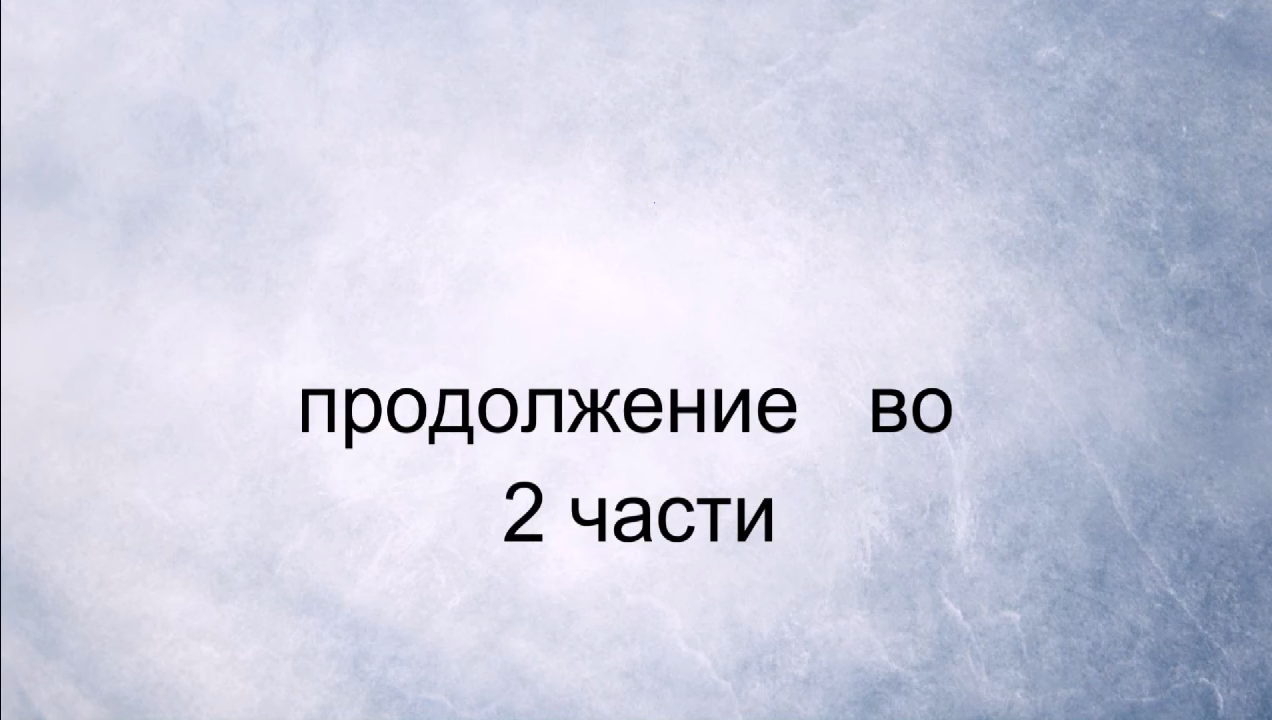 продолжение во
2 части